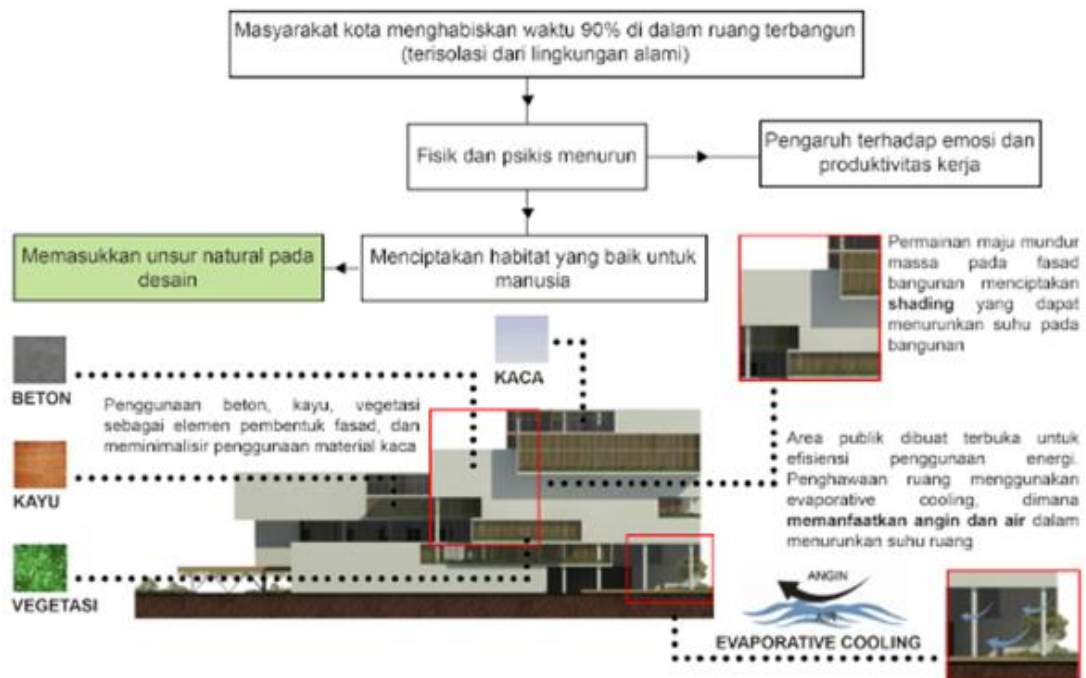 Masyarakat kota menghabiskan waktu 90% di dalam ruang terbangun
(terisolasi dari lingkungan alami)
Fisik dan psikis menurun
Pengaruh terhadap emosi dan
produktivitas kerja
Memasukkan unsur natural pada
desain
Menciptakan habitat yang baik untuk
manusia
Permainan maju mundur
massa pada fasad
bangunan menciptakan
shading yang dapat
menurunkan suhu pada
bangunan
BETON
KACA
Penggunaan beton, kayu, vegetasi
sebagai elemen pembentuk fasad, dan
meminimalisir penggunaan material kaca
KAYU
Area publik dibuat terbuka untuk
efisiensi penggunaan energi.
Penghawaan ruang menggunakan
evaporative cooling, dimana
memanfaatkan angin dan air dalam
menurunkan suhu ruang
VEGETASI
ANGIN
AIR
EVAPORATIVE COOLING